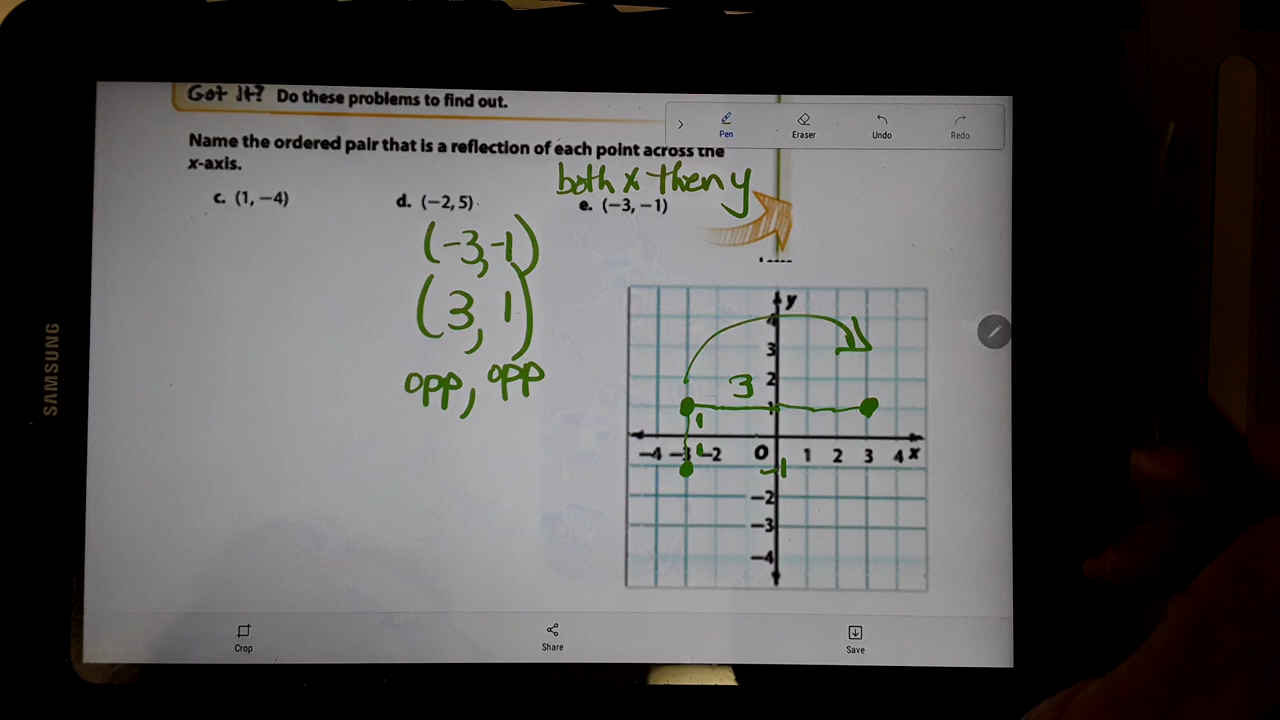 Got It? Do these problems to find out.
Pen
Eraser
Undo
Redo
Name the ordered pair that is a reflection of each point across the
x-axis.
both x then y
c. (1, −4)
d. (−2, 5)
e. (−3, −1)
(-3,-1)
(3, 1)
opp, opp
y
4
3
3
2
1
1
1
−4 −3 −2 0 1 2 3 4 x
-1
−2
−3
−4
SAMSUNG
Crop
Share
Save